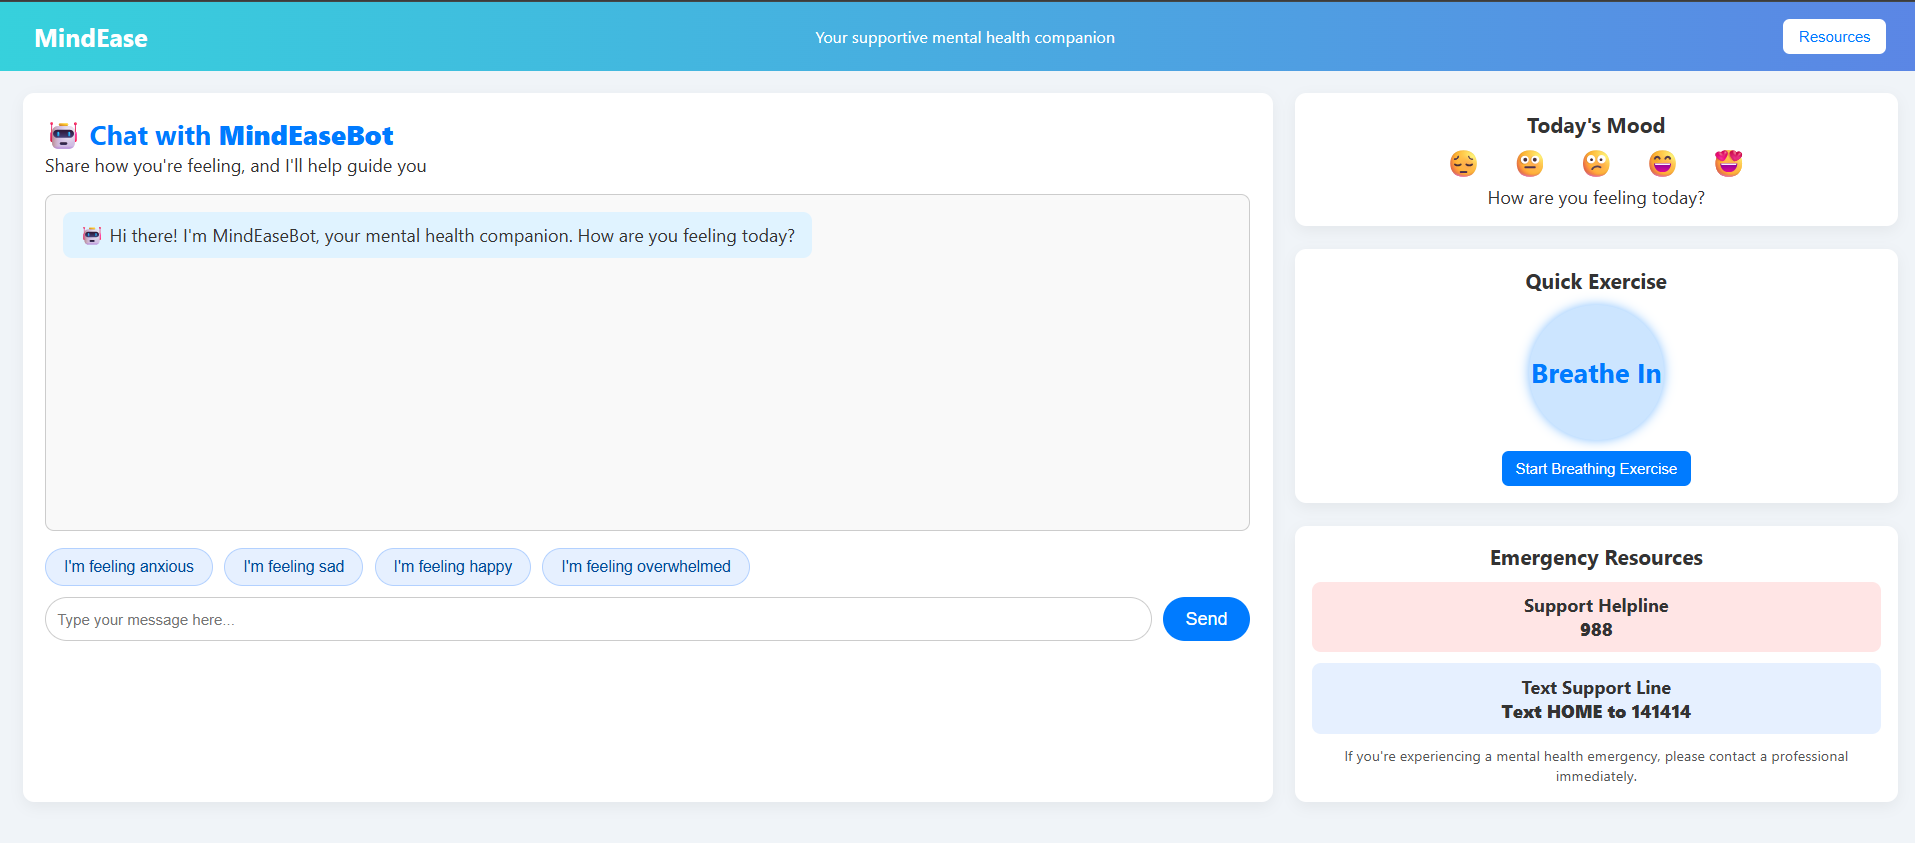 MindEase
Your supportive mental health companion
Resources
Chat with MindEaseBot
Share how you're feeling, and I'll help guide you
Hi there! I'm MindEaseBot, your mental health companion. How are you feeling today?
I'm feeling anxious
I'm feeling sad
I'm feeling happy
I'm feeling overwhelmed
Type your message here...
Send
Today's Mood
How are you feeling today?
Quick Exercise
Breathe In
Start Breathing Exercise
Emergency Resources
Support Helpline
988
Text Support Line
Text HOME to 141414
If you're experiencing a mental health emergency, please contact a professional
immediately.